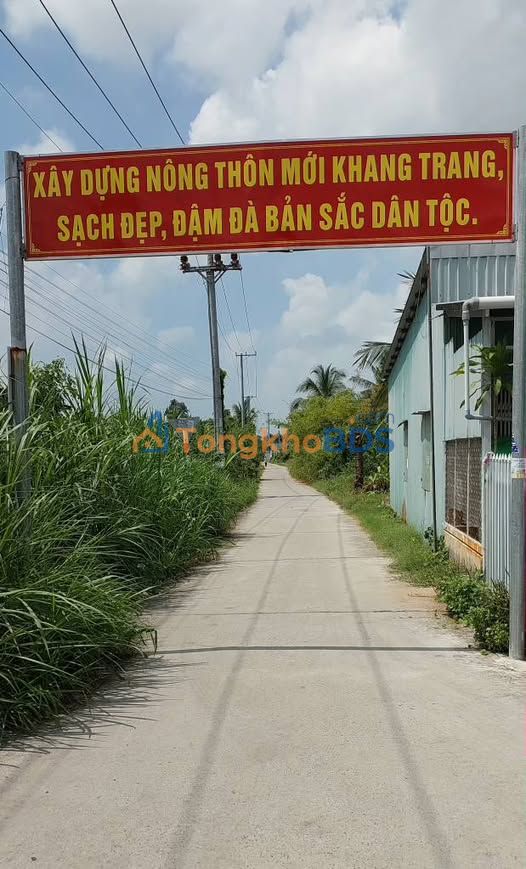 XÂY DỰNG NÔNG THÔN MỚI KHANG TRANG,
SẠCH ĐẸP, ĐẬM ĐÀ BẢN SẮC DÂN TỘC.
TongkhoBDS